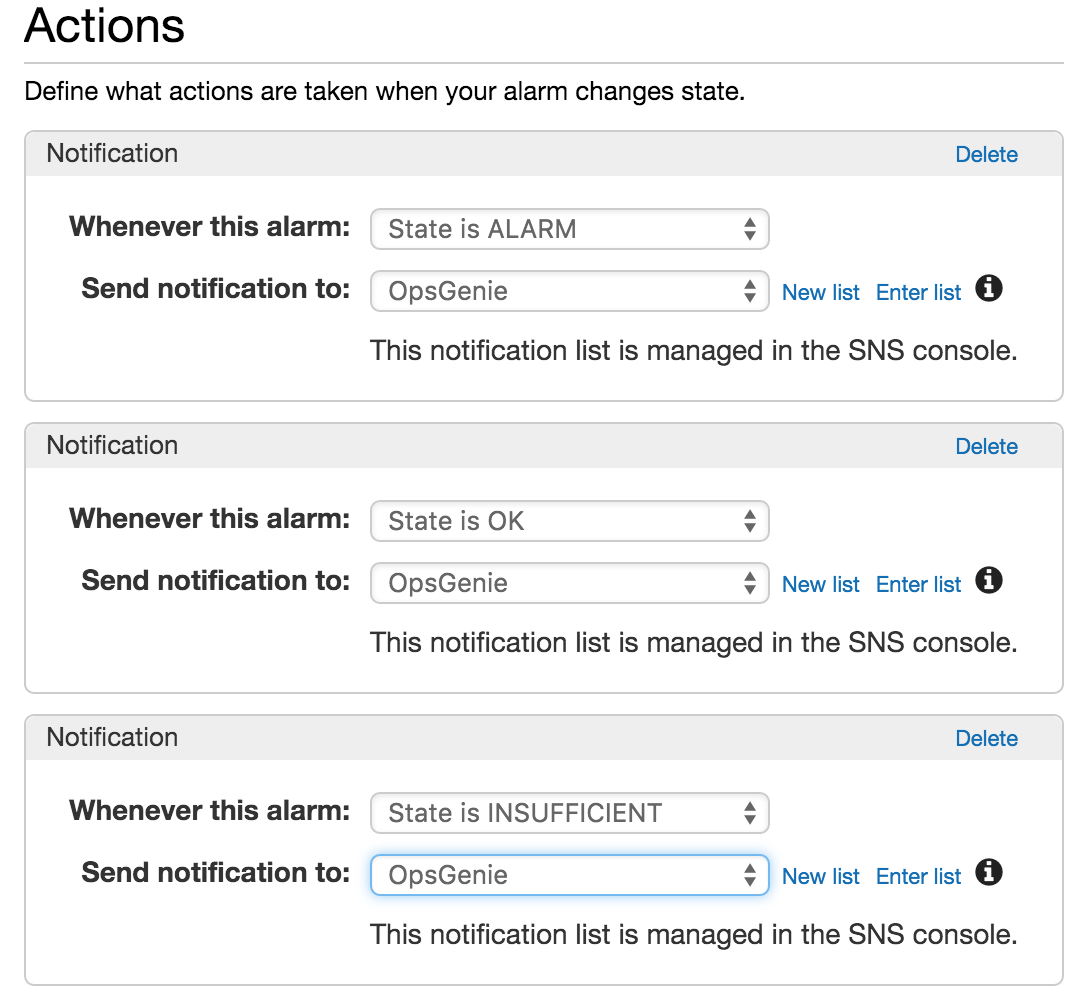 Actions
Define what actions are taken when your alarm changes state.
Notification Delete
Whenever this alarm: State is ALARM
Send notification to: OpsGenie New list Enter list
This notification list is managed in the SNS console.
Notification Delete
Whenever this alarm: State is OK
Send notification to: OpsGenie New list Enter list
This notification list is managed in the SNS console.
Notification Delete
Whenever this alarm: State is INSUFFICIENT
Send notification to: OpsGenie New list Enter list
This notification list is managed in the SNS console.